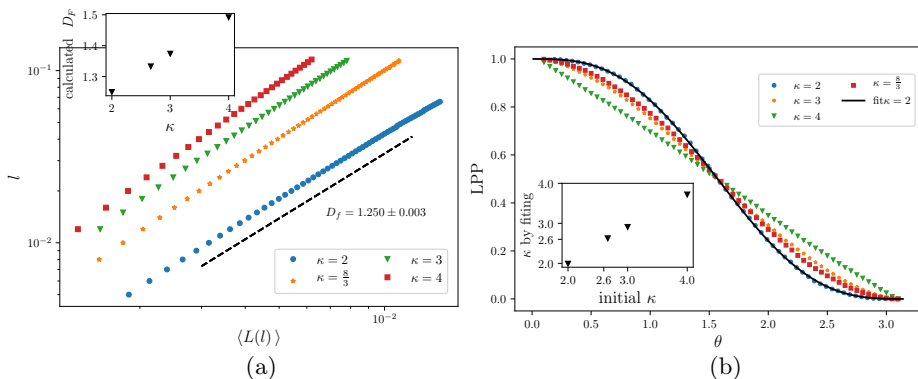 (a)
calculated D_F
1.5
1.4
1.3
2
3
4
κ
10^{-1}
10^{-2}
l
D_f = 1.250 ± 0.003
κ = 2
κ = 8/3
κ = 3
κ = 4
10^{-2}
⟨L(l)⟩
(a)
(b)
1.0
0.8
0.6
0.4
0.2
0.0
LPP
κ = 2
κ = 3
κ = 4
κ = 8/3
fitκ = 2
κ by fiting
4.0
3.0
2.6
2.0
2.0
2.6
3.0
4.0
initial κ
0.0
0.5
1.0
1.5
2.0
2.5
3.0
θ
(b)